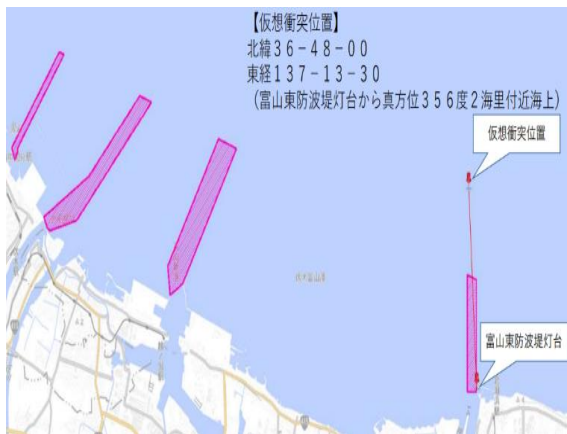 【仮想衝突位置】
北緯36-48-00
東経137-13-30
(富山東防波堤灯台から真方位356度2海里付近海上)
仮想衝突位置
富山東防波堤灯台